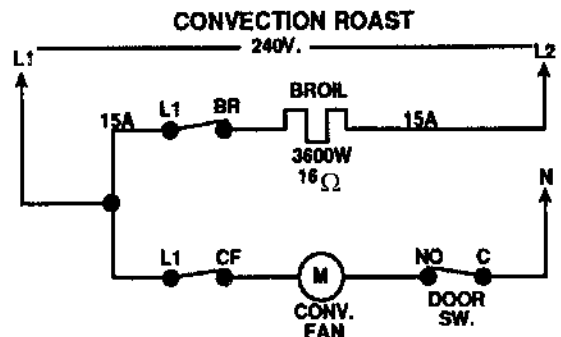 CONVECTION ROAST
240V.
L1
L2
BROIL
15A
L1
BR
15A
3600W
16Ω
N
L1
CF
M
NO
C
CONV.
FAN
DOOR
SW.